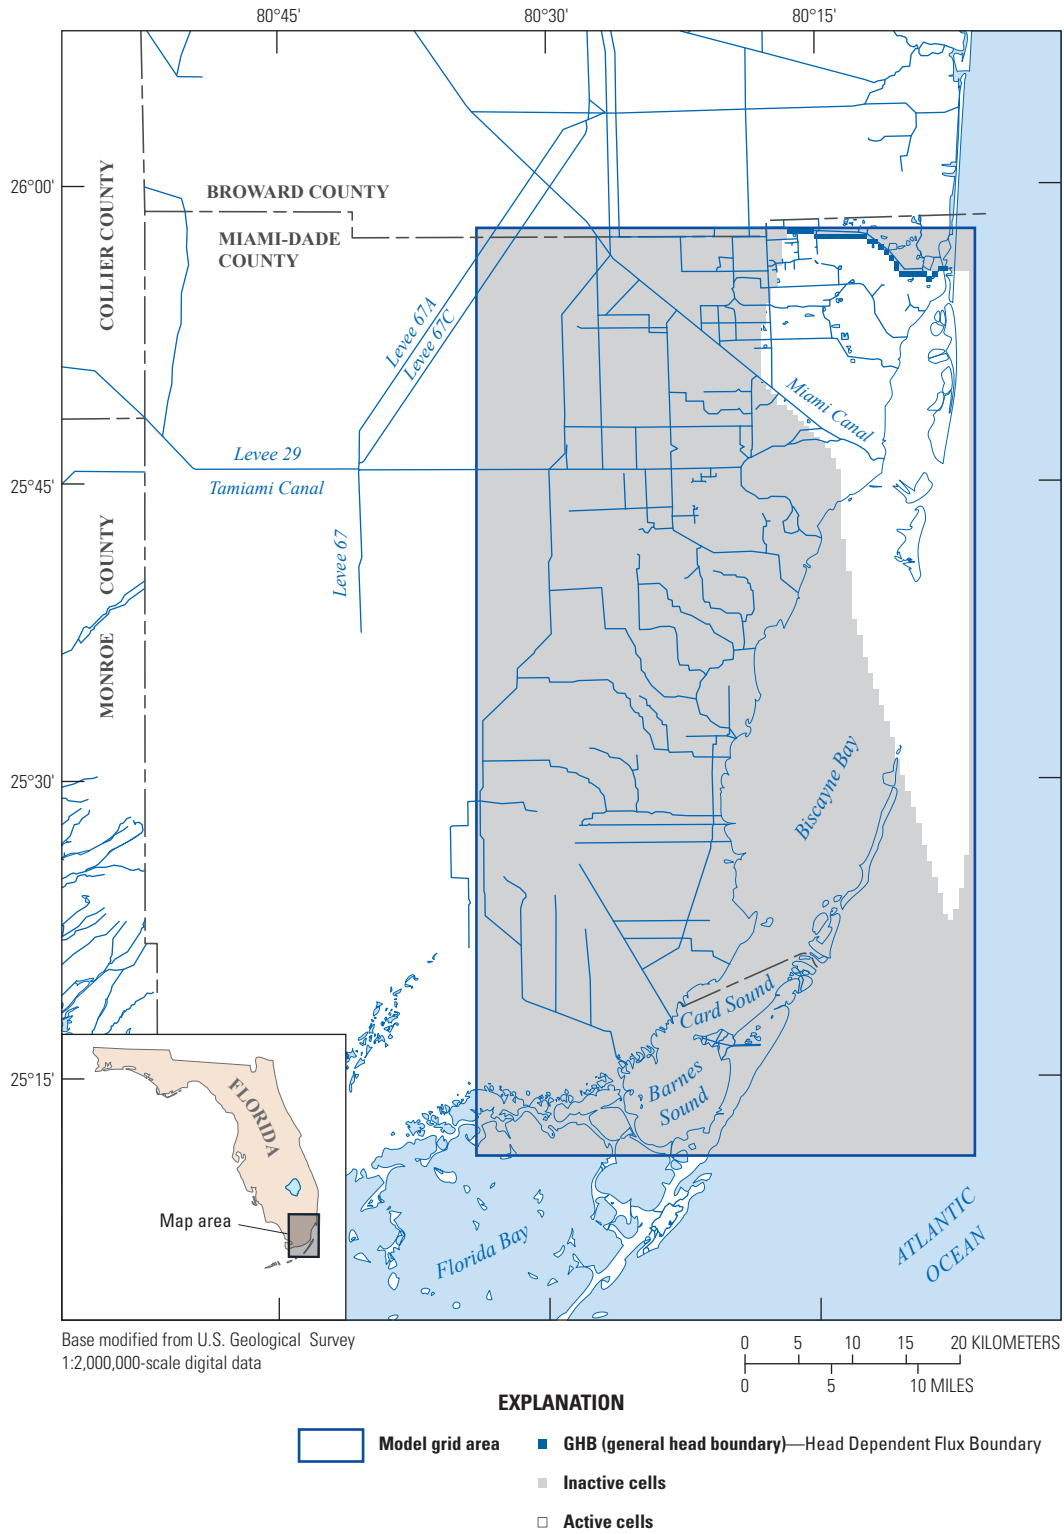 80°45'
80°30'
80°15'
26°00'
25°45'
25°30'
25°15'
COLLIER COUNTY
BROWARD COUNTY
MIAMI-DADE
COUNTY
Levee 67A
Levee 67C
Miami Canal
Levee 29
Tamiami Canal
Levee 67
MONROE COUNTY
Biscayne Bay
Card Sound
Barnes
Sound
FLORIDA
Map area
Florida Bay
ATLANTIC
OCEAN
Base modified from U.S. Geological Survey
1:2,000,000-scale digital data
0 5 10 15 20 KILOMETERS
0 5 10 MILES
EXPLANATION
Model grid area
GHB (general head boundary)—Head Dependent Flux Boundary
Inactive cells
Active cells